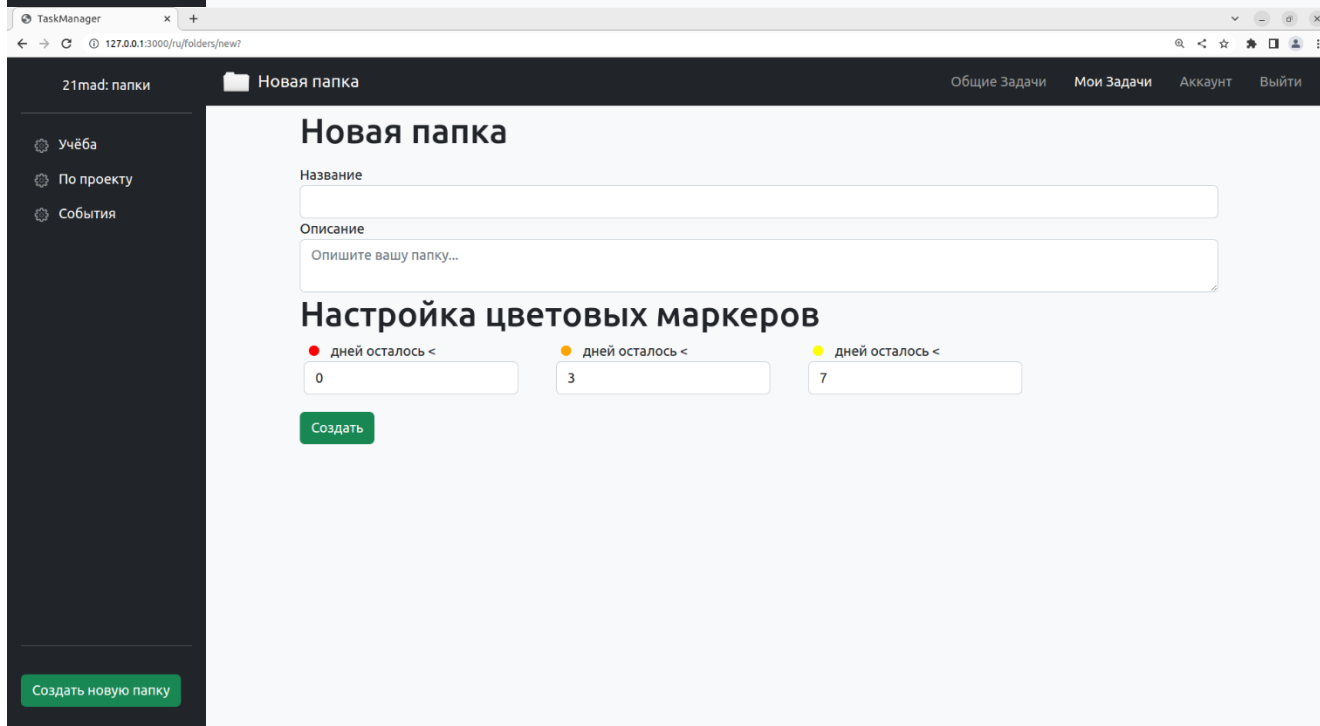 TaskManager
127.0.0.1:3000/ru/folders/new?
21mad: папки
Новая папка
Общие Задачи
Мои Задачи
Аккаунт
Выйти
Учёба
По проекту
События
Новая папка
Название
Описание
Опишите вашу папку...
Настройка цветовых маркеров
дней осталось <
дней осталось <
дней осталось <
0
3
7
Создать
Создать новую папку